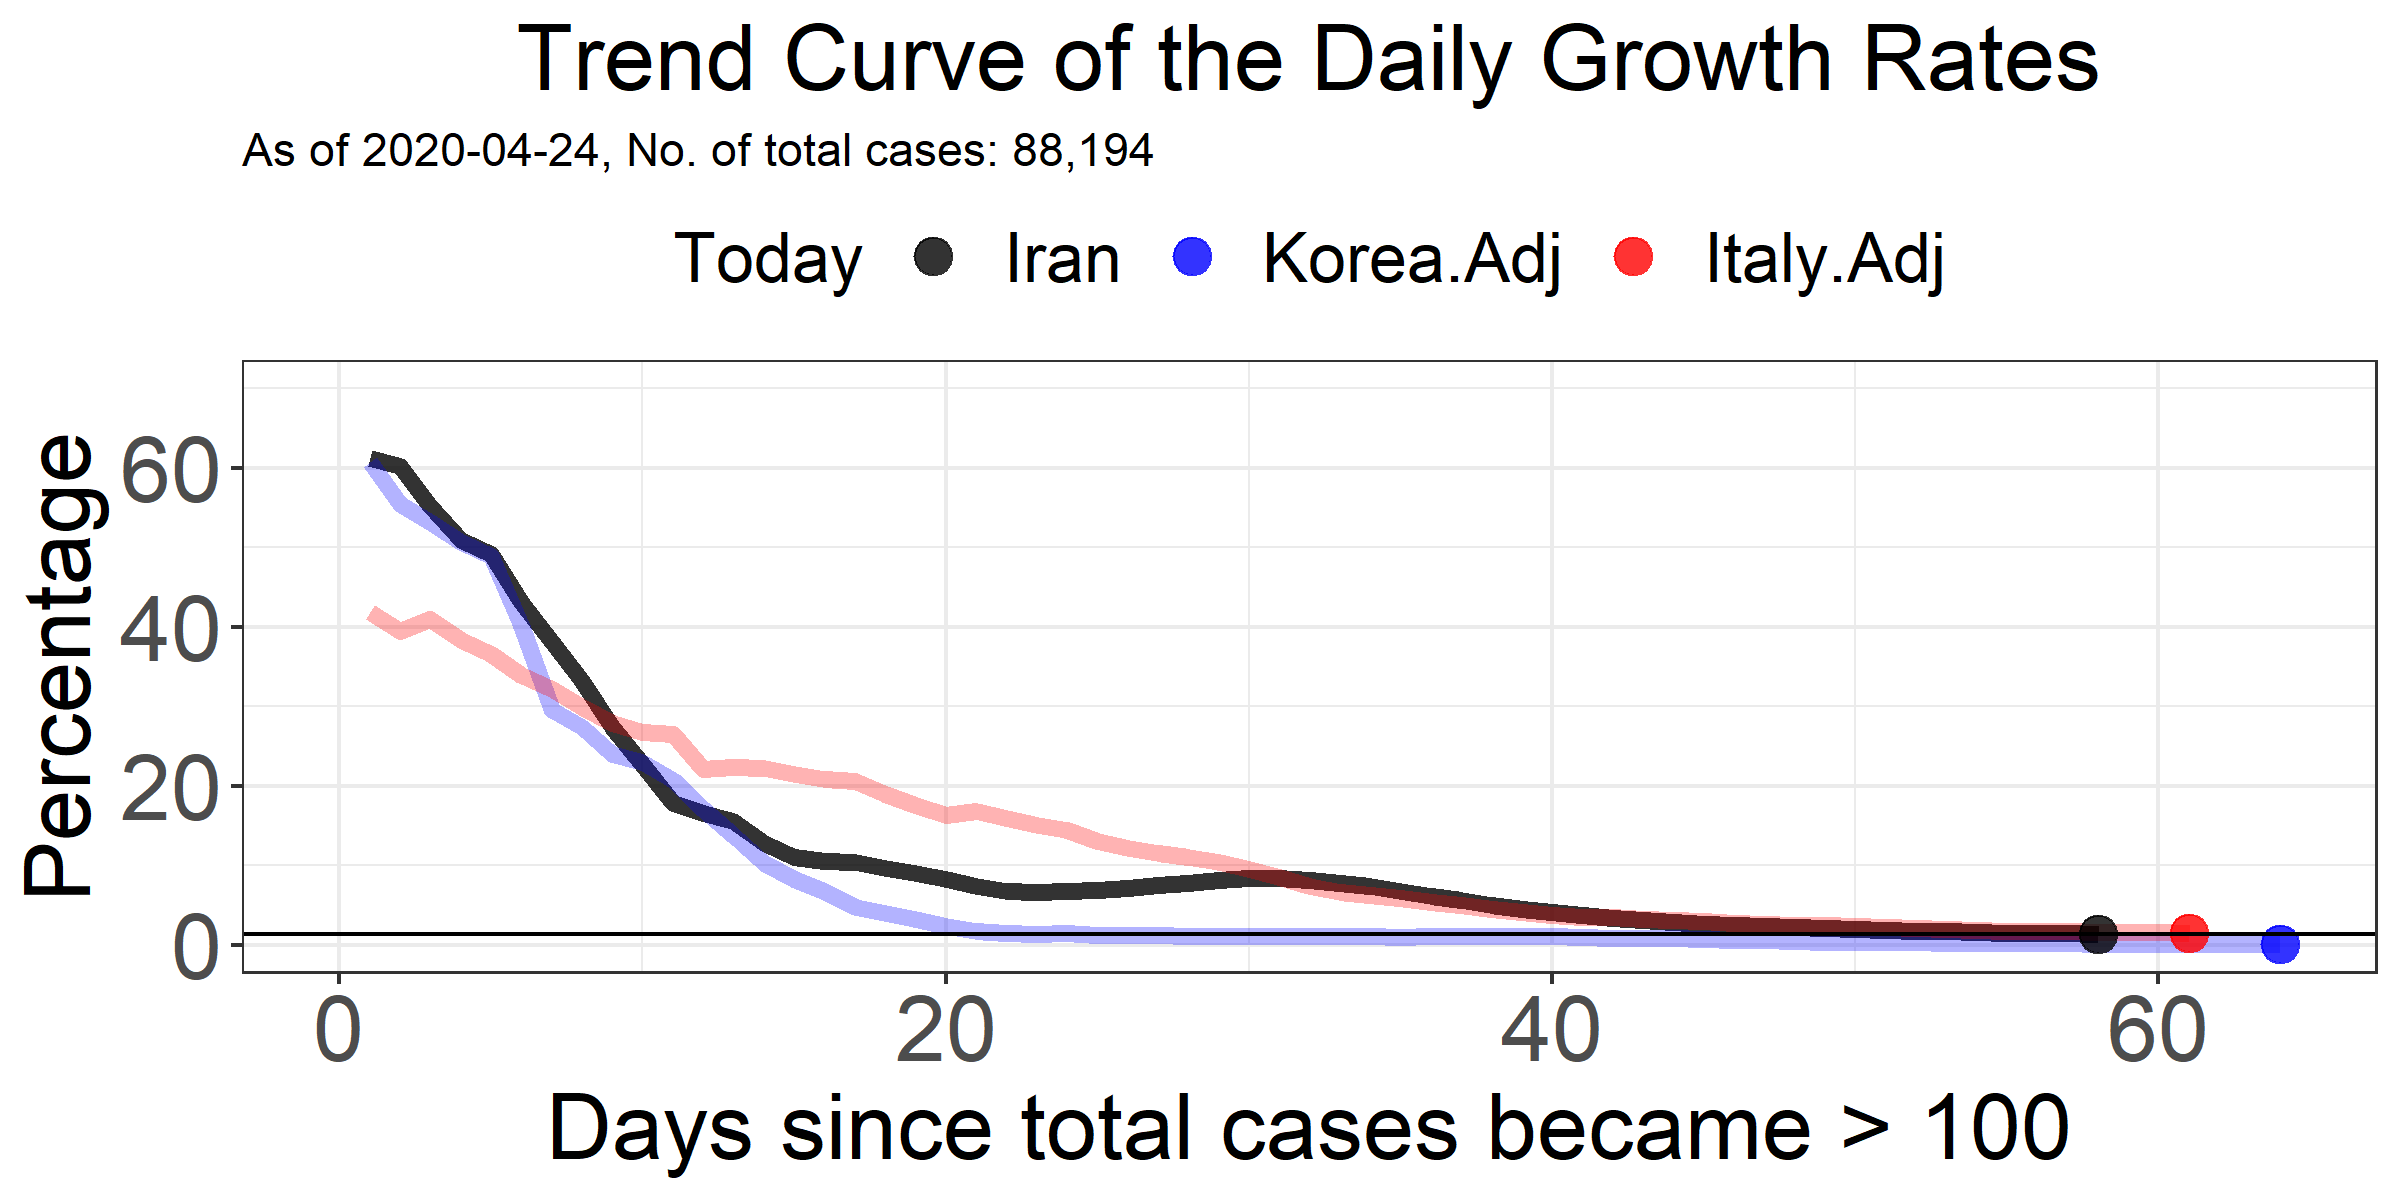 Trend Curve of the Daily Growth Rates
As of 2020-04-24, No. of total cases: 88,194
Today Iran Korea.Adj Italy.Adj
Percentage
60
40
20
0
0 20 40 60
Days since total cases became > 100